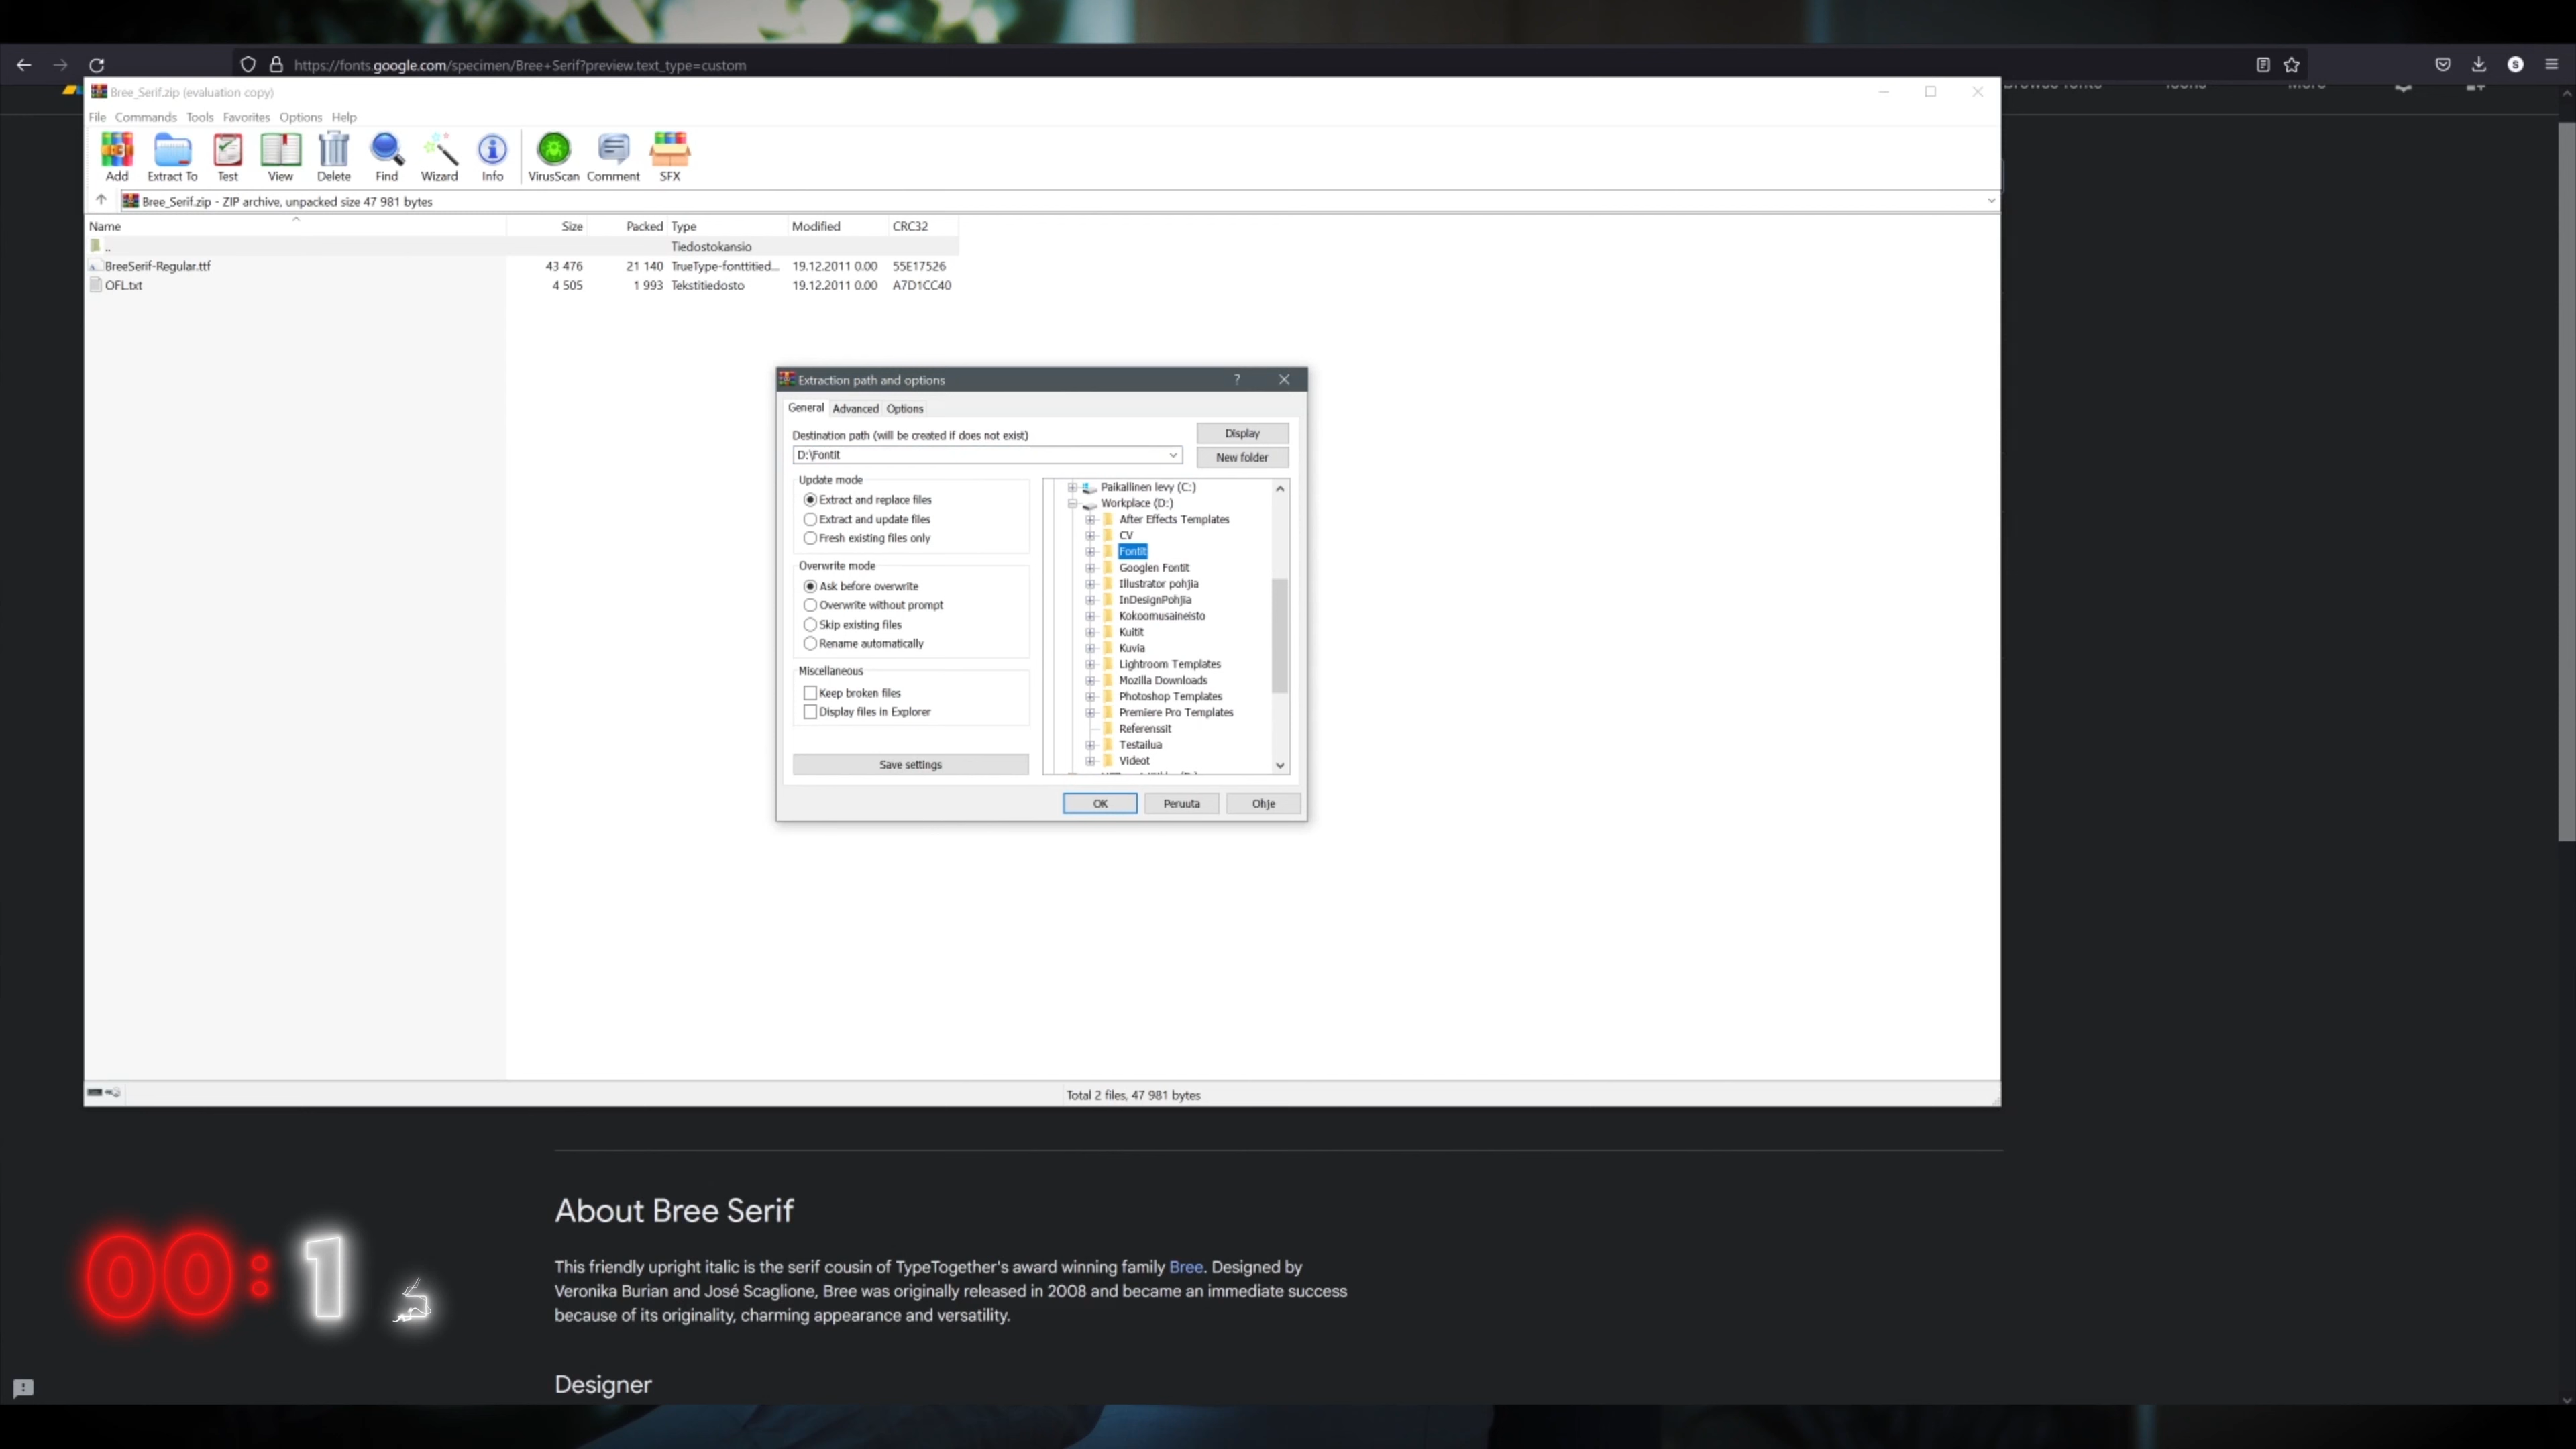 https://fonts.google.com/specimen/Bree+Serif?preview.text_type=custom
Bree_Serif.zip (evaluation copy)
File Commands Tools Favorites Options Help
Add Extract To Test View Delete Find Wizard Info VirusScan Comment SFX
Bree_Serif.zip - ZIP archive, unpacked size 47 981 bytes
Name Size Packed Type Modified CRC32
.. Tiedostokansio
BreeSerif-Regular.ttf 43 476 21 140 TrueType-fonttitied... 19.12.2011 0.00 55E17526
OFL.txt 4 505 1 993 Tekstitiedosto 19.12.2011 0.00 A7D1CC40
Extraction path and options ?
General Advanced Options
Destination path (will be created if does not exist)
Display
D:\Fontit
New folder
Update mode
Extract and replace files
Extract and update files
Fresh existing files only
Overwrite mode
Ask before overwrite
Overwrite without prompt
Skip existing files
Rename automatically
Miscellaneous
Keep broken files
Display files in Explorer
Save settings
Paikallinen levy (C:)
Workplace (D:)
After Effects Templates
CV
Fontit
Googlen Fontit
Illustrator pohjia
InDesignPohjia
Kokoomusaineisto
Kuitit
Kuvia
Lightroom Templates
Mozilla Downloads
Photoshop Templates
Premiere Pro Templates
Referenssit
Testailua
Videot
OK Peruuta Ohje
Total 2 files, 47 981 bytes
About Bree Serif
This friendly upright italic is the serif cousin of TypeTogether's award winning family Bree. Designed by
Veronika Burian and José Scaglione, Bree was originally released in 2008 and became an immediate success
because of its originality, charming appearance and versatility.
Designer
00:1